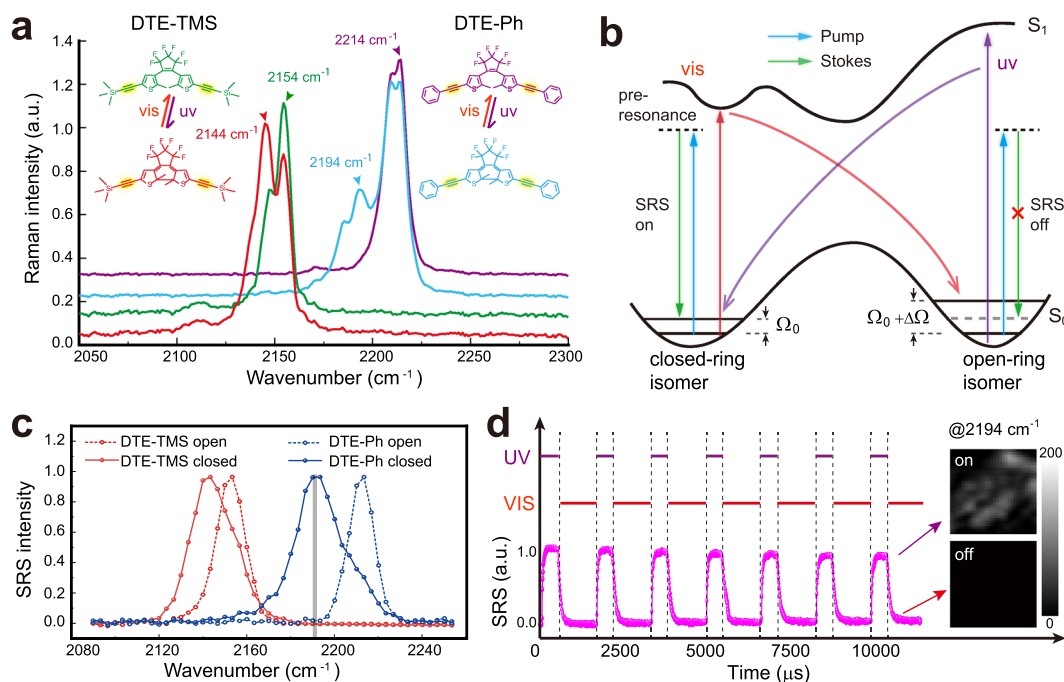 a
DTE-TMS
DTE-Ph
1.4
1.2
1.0
0.8
0.6
0.4
0.2
0.0
Raman intensity (a.u.)
F F
F F
F F
S S
Si Si
vis uv
2154 cm-1
2144 cm-1
F F
F F
F F
S S
Si Si
2214 cm-1
2194 cm-1
F F
F F
F F
S S
vis uv
F F
F F
F F
S S
2050 2100 2150 2200 2250 2300
Wavenumber (cm-1)
b
Pump
Stokes
S1
vis
uv
pre-
resonance
SRS
on
SRS
off
Ω0
Ω0 +ΔΩ
S0
closed-ring
isomer
open-ring
isomer
c
DTE-TMS open
DTE-Ph open
DTE-TMS closed
DTE-Ph closed
1.2
1.0
0.8
0.6
0.4
0.2
0.0
SRS intensity
2080 2120 2160 2200 2240
Wavenumber (cm-1)
d
UV
VIS
1.0
0.0
SRS (a.u.)
0 2500 5000 7500 10000
Time (μs)
@2194 cm-1
on
off
200
0